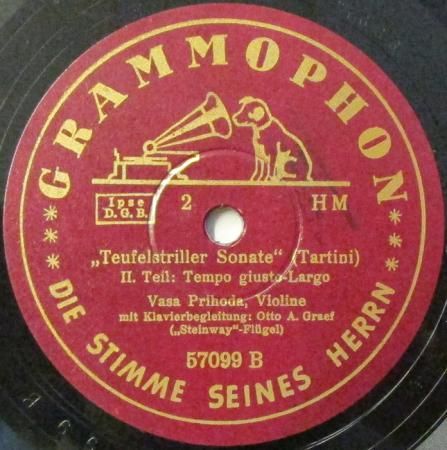 GRAMMOPHON
Ipse
D.G.B.
2
HM
„Teufelstriller Sonate“ (Tartini)
II. Teil: Tempo giusto-Largo
Vasa Prihoda, Violine
mit Klavierbegleitung: Otto A. Graef
(„Steinway“-Flügel)
57099 B
DIE STIMME SEINES HERRN